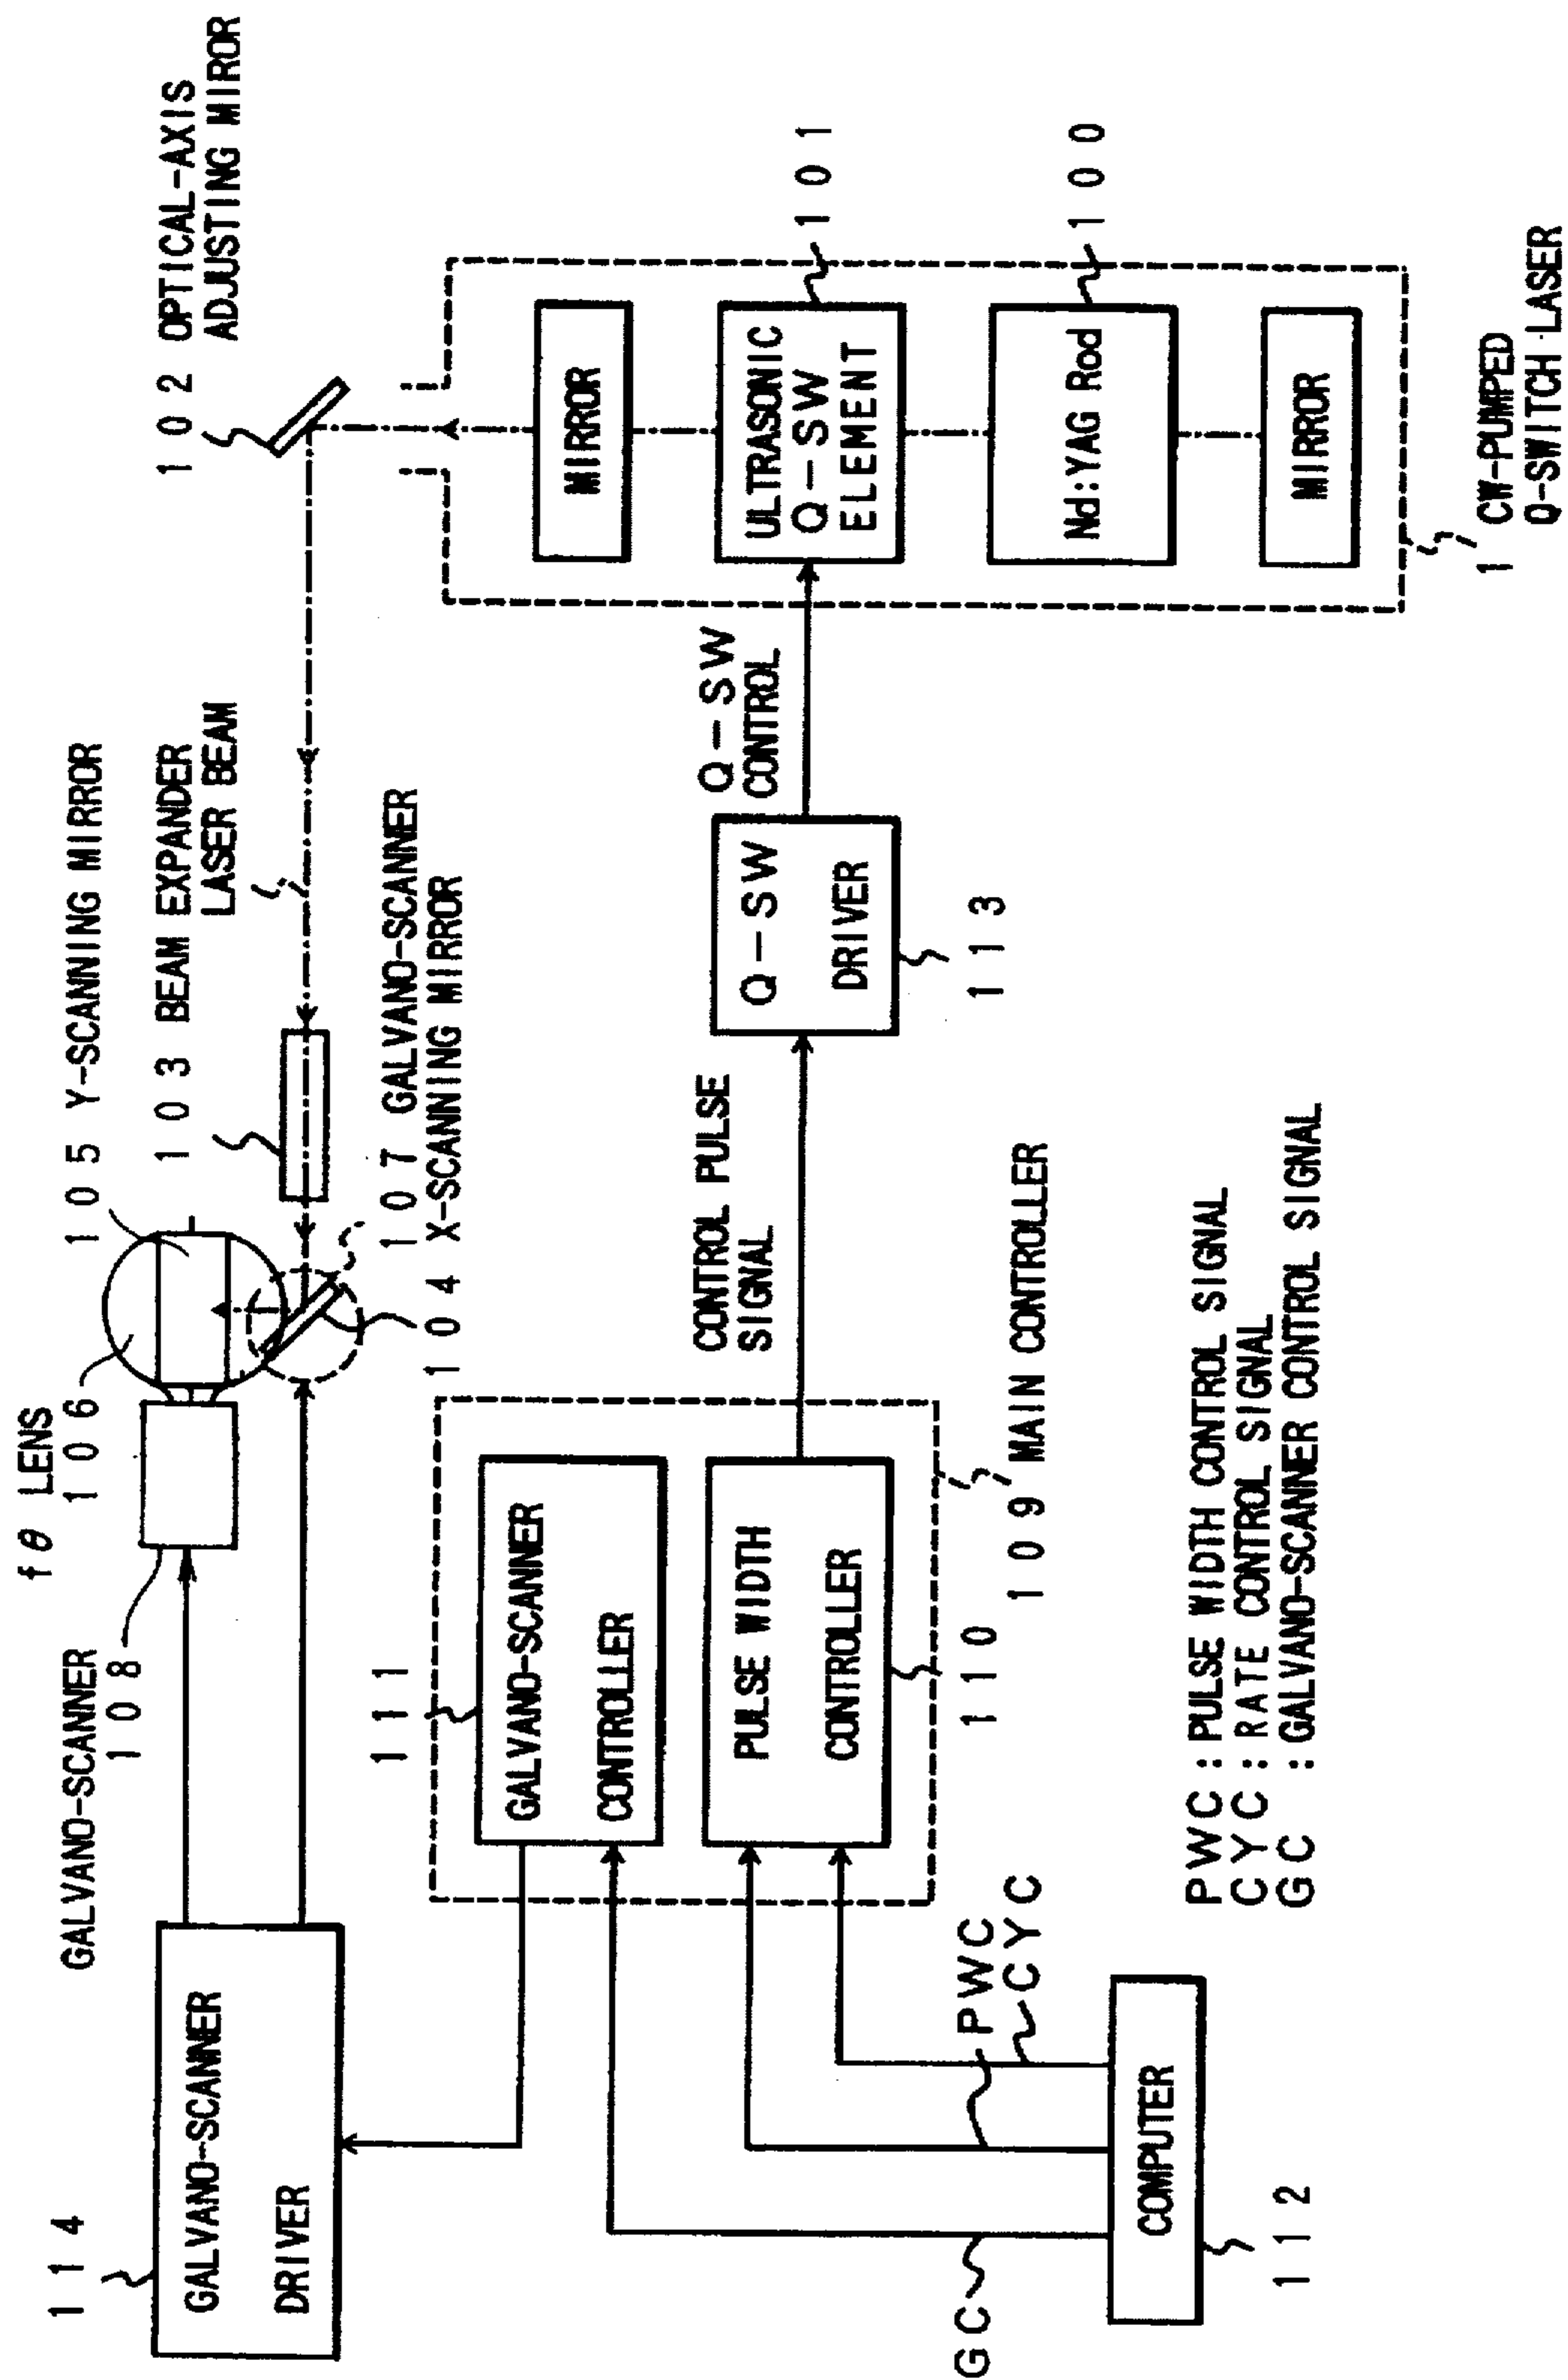 1 1 4
GALVANO-SCANNER
DRIVER
GALVANO-SCANNER
1 0 8
fθ LENS
1 0 6
1 0 5 Y-SCANNING MIRROR
1 0 3 BEAM EXPANDER
LASER BEAM
1 0 2 OPTICAL-AXIS
ADJUSTING MIROR
1 0 7 GALVANO-SCANNER
1 0 4 X-SCANNING MIRROR
1 1 1
GALVANO-SCANNER
CONTROLLER
PULSE WIDTH
CONTROLLER
1 1 0
1 0 9 MAIN CONTROLLER
CONTROL PULSE
SIGNAL
Q-SW
DRIVER
1 1 3
Q-SW
CONTROL
MIRROR
ULTRASONIC
Q-SW
ELEMENT
1 0 1
Nd:YAG Rod
1 0 0
MIRROR
1 CW-PUMPED
Q-SWITCH LASER
GC
PWC
CYC
COMPUTER
1 1 2
PWC : PULSE WIDTH CONTROL SIGNAL
CYC : RATE CONTROL SIGNAL
GC : GALVANO-SCANNER CONTROL SIGNAL